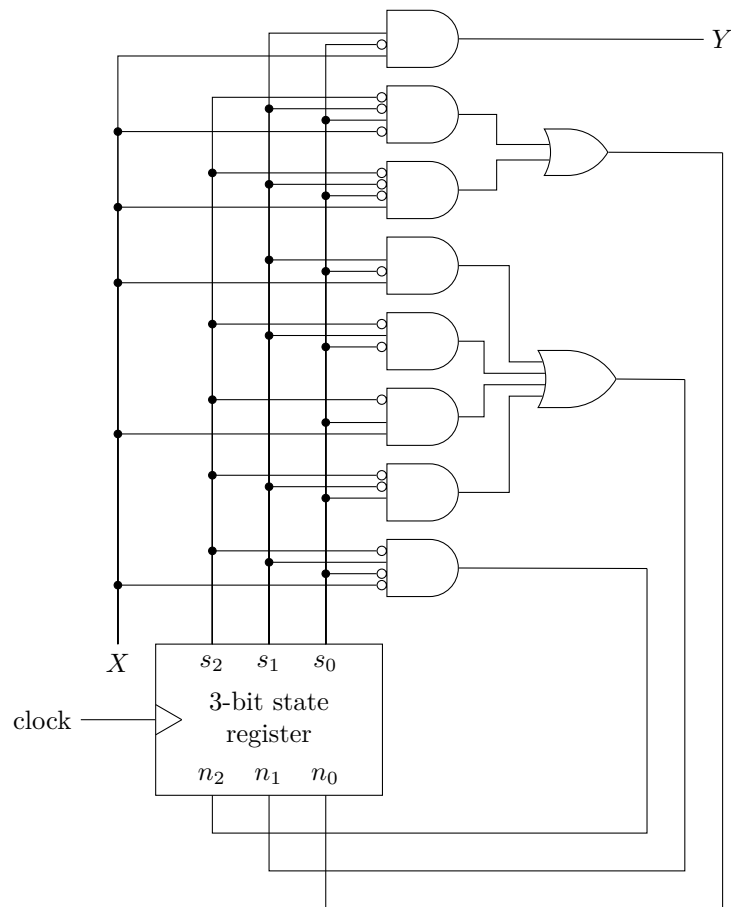 Y
X
s₂ s₁ s₀
3-bit state
register
clock
n₂ n₁ n₀